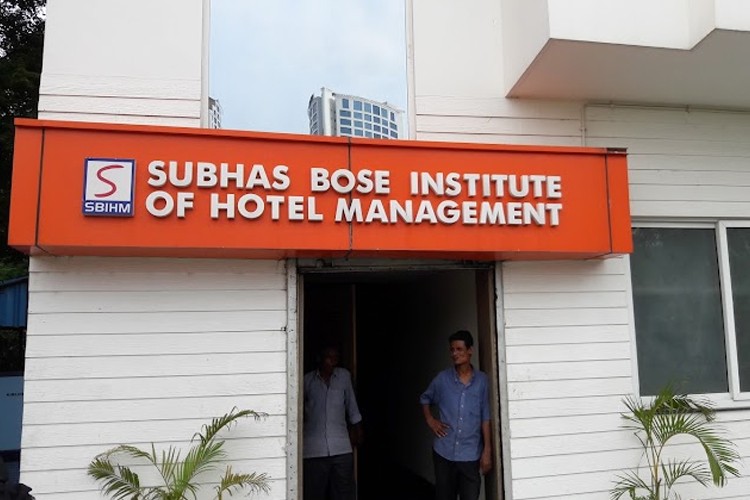 SUBHAS BOSE INSTITUTE
OF HOTEL MANAGEMENT
S
SBIHM